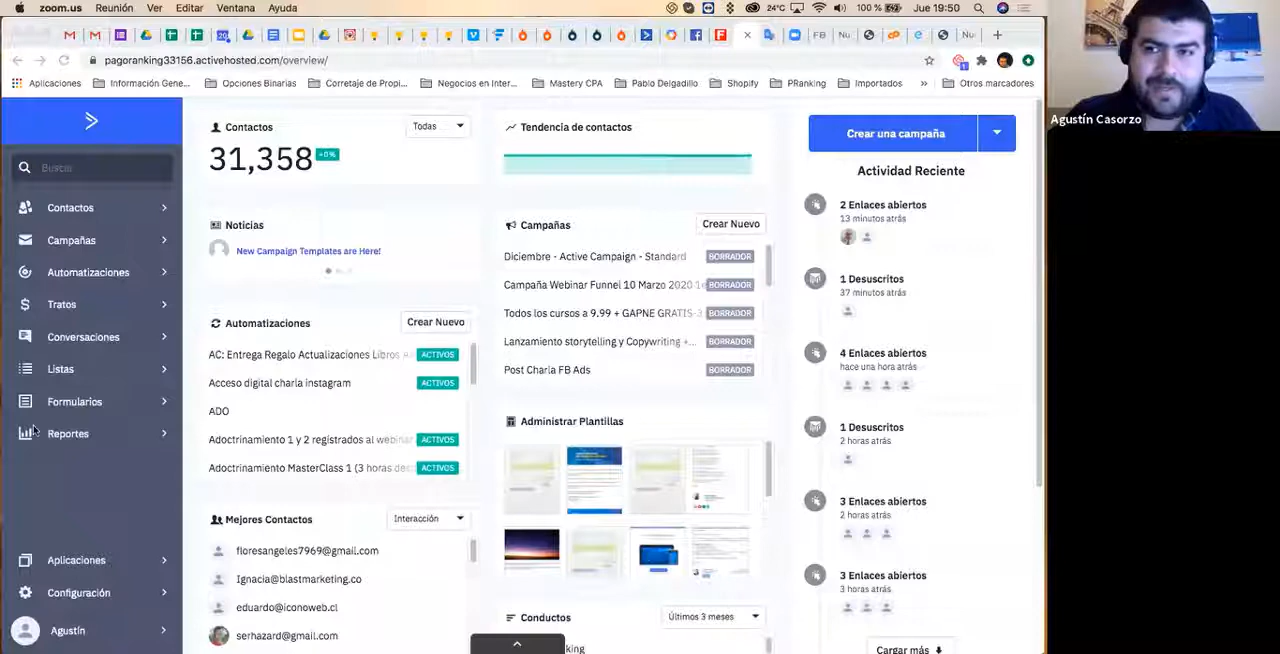 zoom.us Reunión Ver Editar Ventana Ayuda
24°C 100 % Jue 19:50
FB Nu Nu
pagoranking33156.activehosted.com/overview/
Aplicaciones Información Gene... Opciones Binarias Corretaje de Propi... Negocios en Inter... Mastery CPA Pablo Delgadillo Shopify PRanking Importados » Otros marcadores
Agustín Casorzo
Buscar
Contactos
Campañas
Automatizaciones
Tratos
Conversaciones
Listas
Formularios
Reportes
Aplicaciones
Configuración
Agustín
Contactos
Todas
31,358 +0%
Noticias
New Campaign Templates are Here!
Automatizaciones
Crear Nuevo
AC: Entrega Regalo Actualizaciones Libros ACTIVOS
Acceso digital charla instagram ACTIVOS
ADO
Adoctrinamiento 1 y 2 registrados al webinar ACTIVOS
Adoctrinamiento MasterClass 1 (3 horas ACTIVOS
Mejores Contactos
Interacción
floresangeles7969@gmail.com
Ignacia@blastmarketing.co
eduardo@iconoweb.cl
serhazard@gmail.com
Tendencia de contactos
Campañas
Crear Nuevo
Diciembre - Active Campaign - Standard BORRADOR
Campaña Webinar Funnel 10 Marzo 2020 BORRADOR
Todos los cursos a 9.99 + GAPNE GRATIS BORRADOR
Lanzamiento storytelling y Copywriting +... BORRADOR
Post Charla FB Ads BORRADOR
Administrar Plantillas
Conductos
Últimos 3 meses
king
Crear una campaña
Actividad Reciente
2 Enlaces abiertos
13 minutos atrás
1 Desuscritos
37 minutos atrás
4 Enlaces abiertos
hace una hora atrás
1 Desuscritos
2 horas atrás
3 Enlaces abiertos
2 horas atrás
3 Enlaces abiertos
3 horas atrás
Cargar más